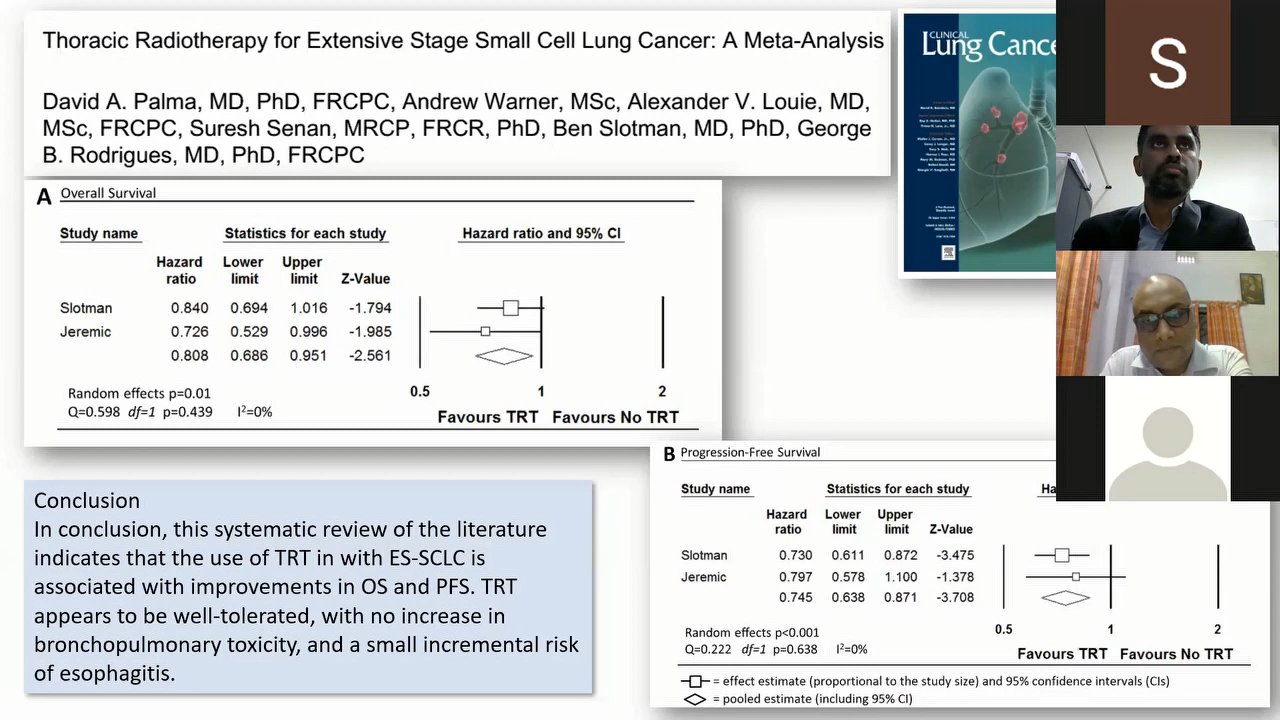 Thoracic Radiotherapy for Extensive Stage Small Cell Lung Cancer: A Meta-Analysis
David A. Palma, MD, PhD, FRCPC, Andrew Warner, MSc, Alexander V. Louie, MD,
MSc, FRCPC, Suresh Senan, MRCP, FRCR, PhD, Ben Slotman, MD, PhD, George
B. Rodrigues, MD, PhD, FRCPC
CLINICAL
Lung Cance
S
A Overall Survival
Study name Statistics for each study Hazard ratio and 95% CI
Hazard Lower Upper
ratio limit limit Z-Value
Slotman 0.840 0.694 1.016 -1.794
Jeremic 0.726 0.529 0.996 -1.985
0.808 0.686 0.951 -2.561
Random effects p=0.01
Q=0.598 df=1 p=0.439 I²=0%
0.5 1 2
Favours TRT Favours No TRT
B Progression-Free Survival
Study name Statistics for each study Ha
Hazard Lower Upper
ratio limit limit Z-Value
Slotman 0.730 0.611 0.872 -3.475
Jeremic 0.797 0.578 1.100 -1.378
0.745 0.638 0.871 -3.708
Random effects p<0.001
Q=0.222 df=1 p=0.638 I²=0%
0.5 1 2
Favours TRT Favours No TRT
= effect estimate (proportional to the study size) and 95% confidence intervals (CIs)
= pooled estimate (including 95% CI)
Conclusion
In conclusion, this systematic review of the literature
indicates that the use of TRT in with ES-SCLC is
associated with improvements in OS and PFS. TRT
appears to be well-tolerated, with no increase in
bronchopulmonary toxicity, and a small incremental risk
of esophagitis.